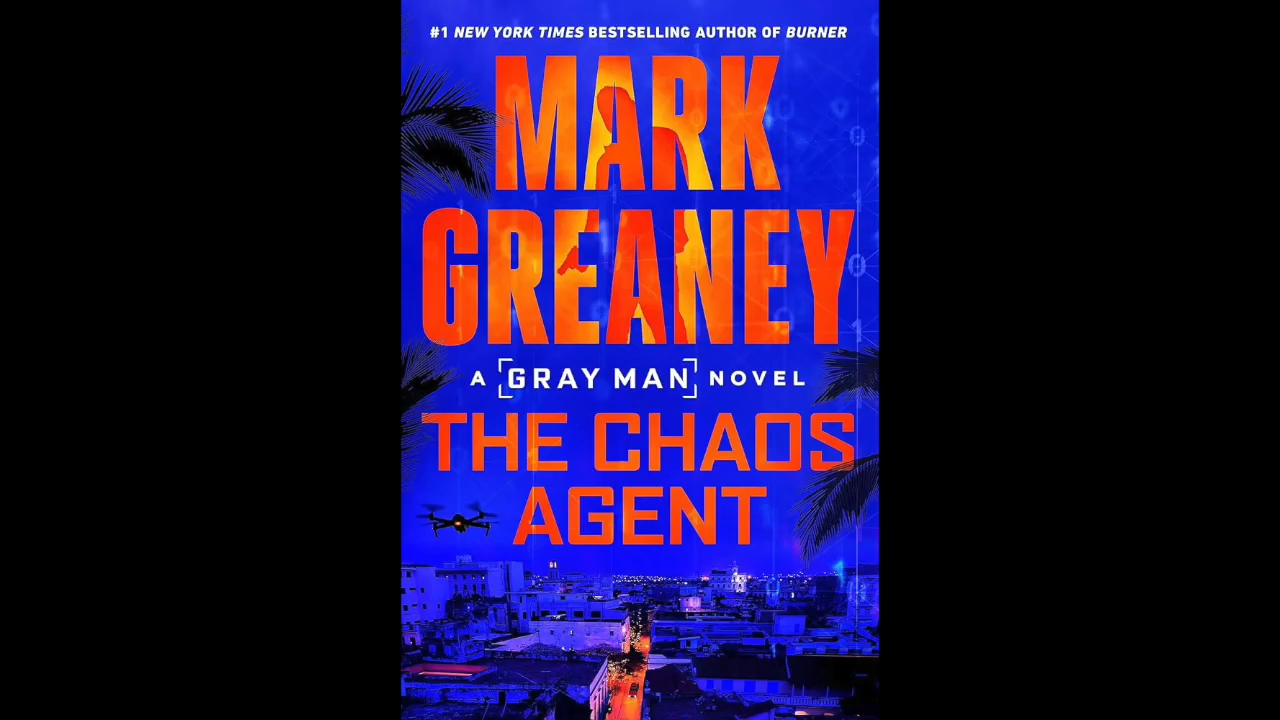 #1 NEW YORK TIMES BESTSELLING AUTHOR OF BURNER
MARK
GREANEY
A [GRAY MAN] NOVEL
THE CHAOS
AGENT